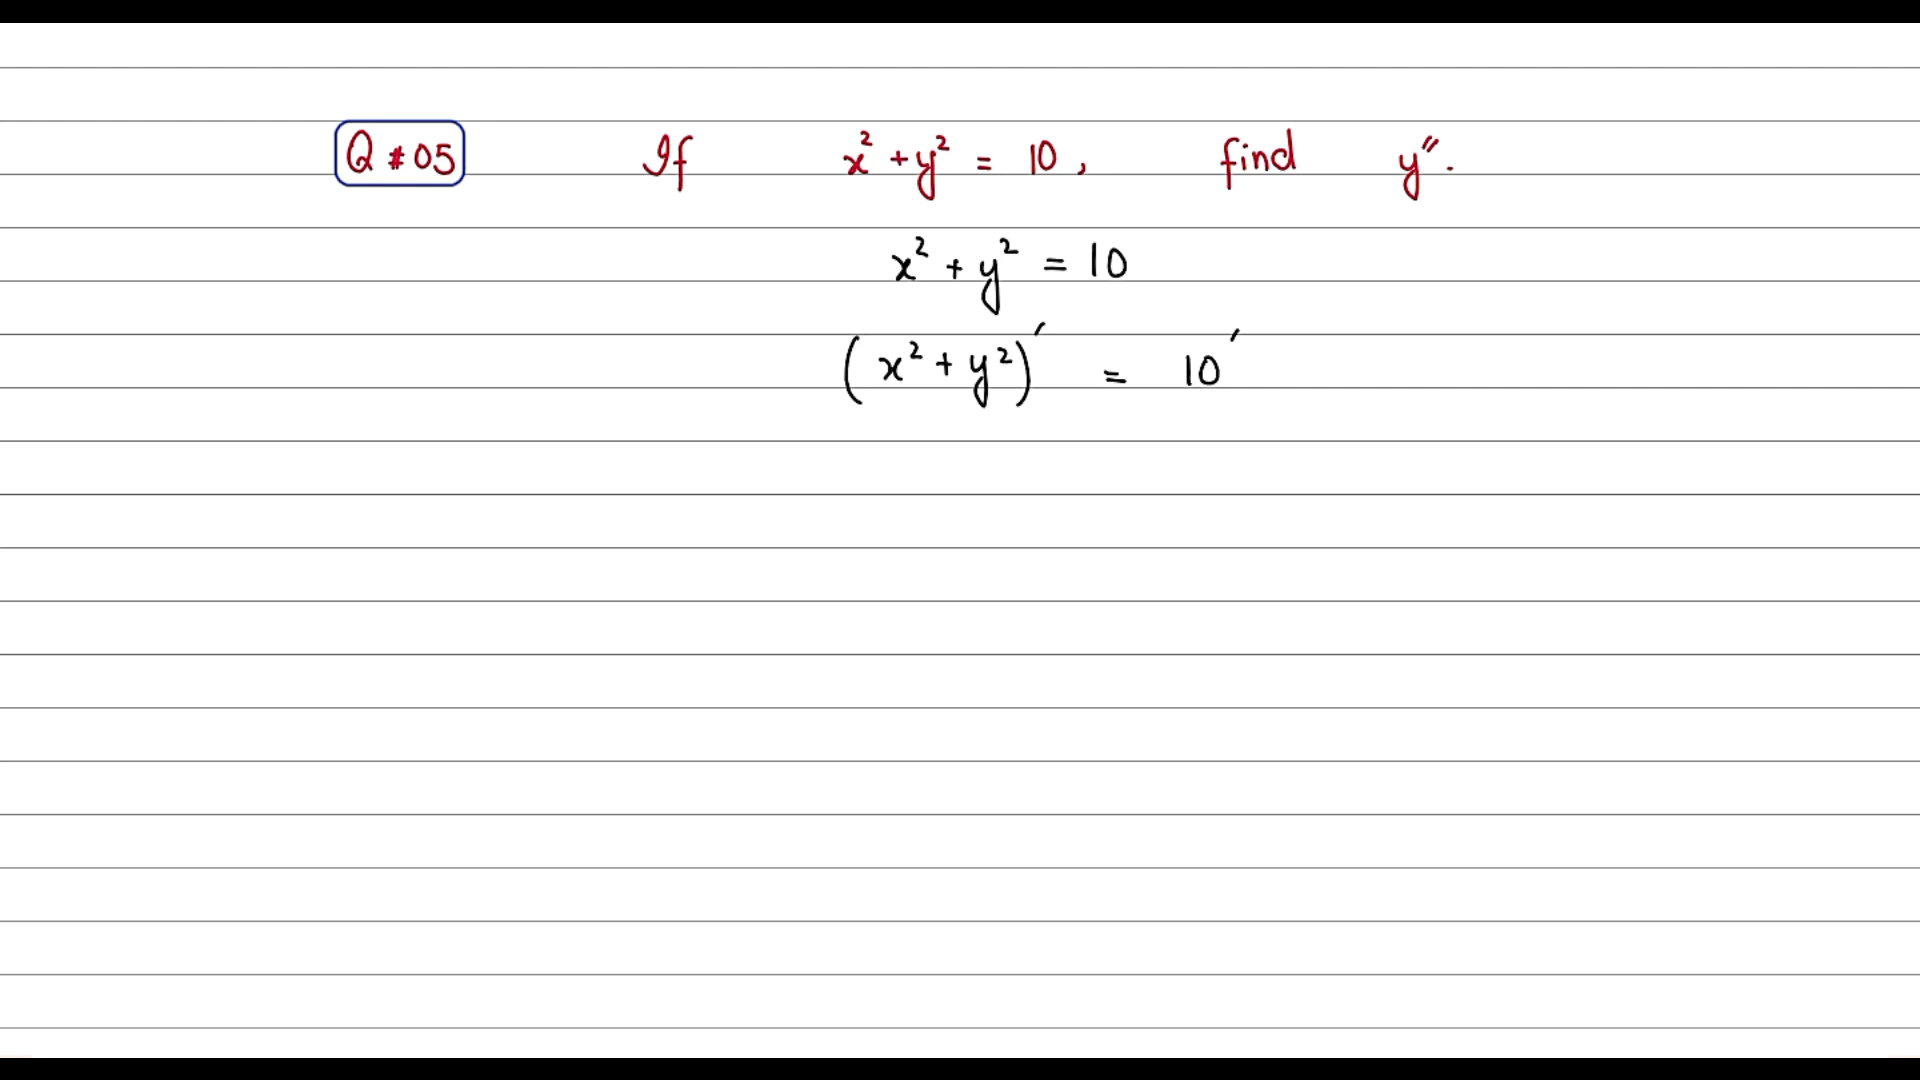 Q # 05 If x² + y² = 10, find y″.
x² + y² = 10
(x² + y²)′ = 10′